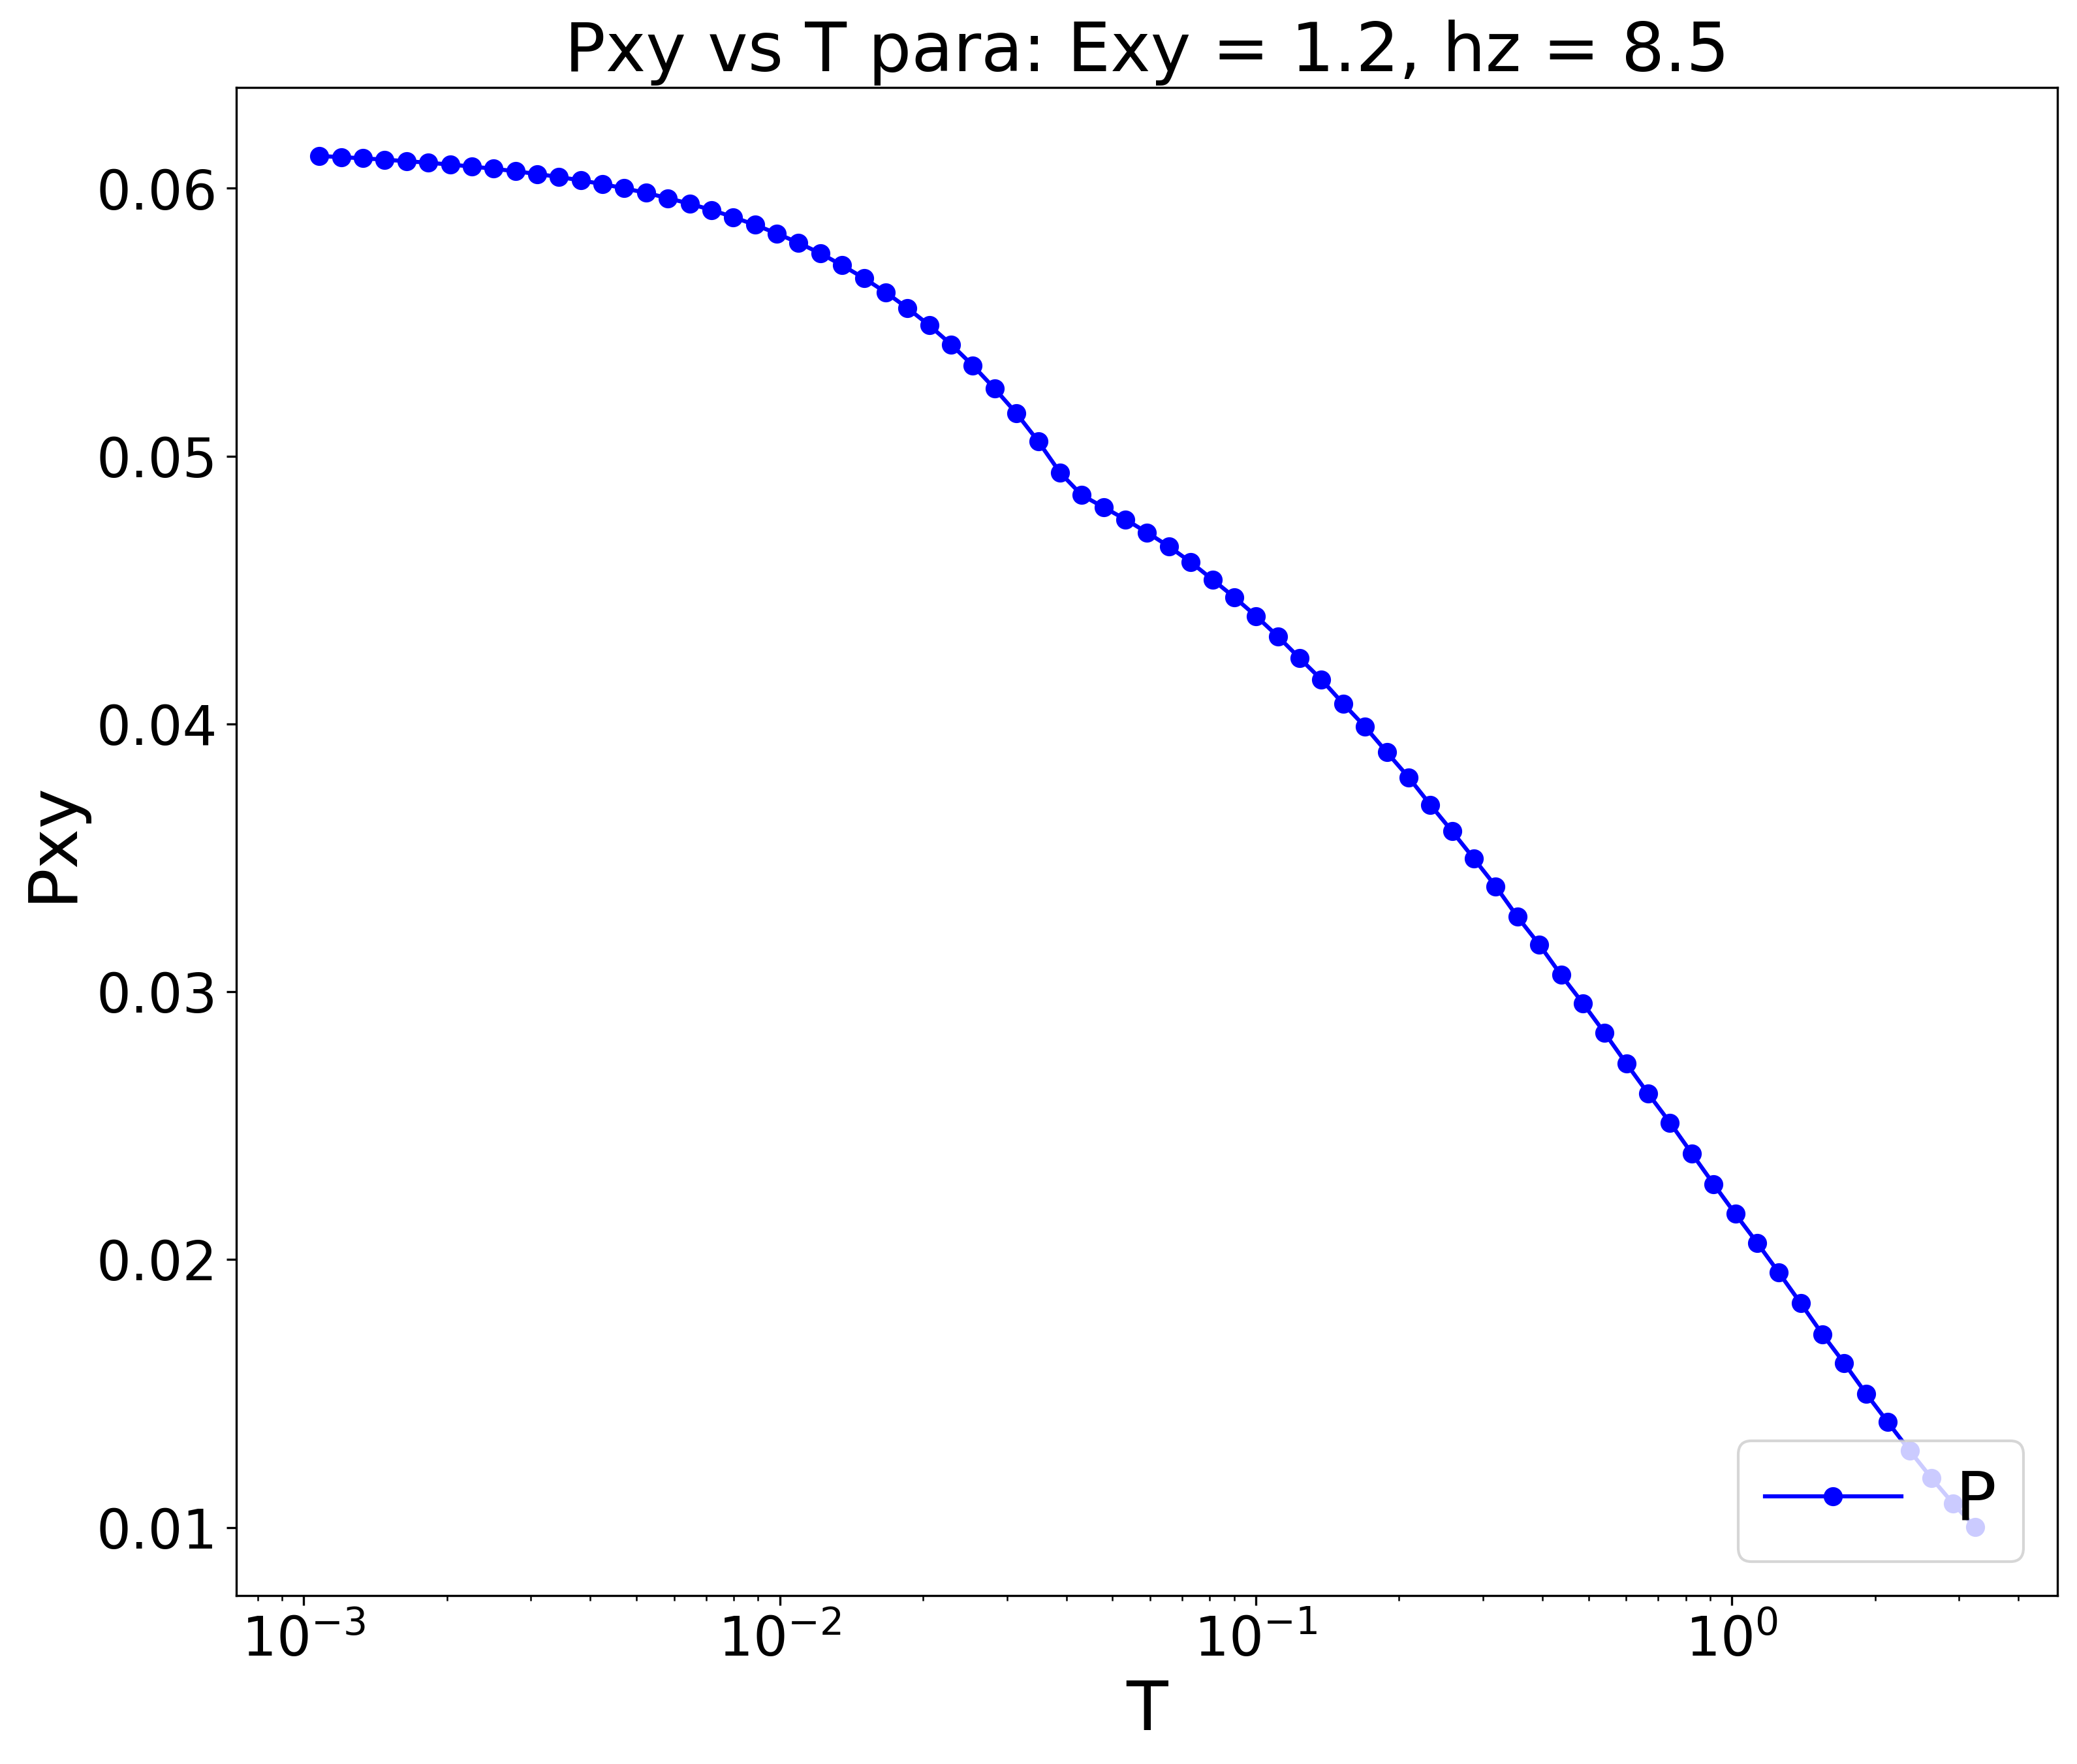 Pxy vs T para: Exy = 1.2, hz = 8.5
0.06
0.05
0.04
0.03
0.02
0.01
Pxy
P
10⁻³ 10⁻² 10⁻¹ 10⁰
T